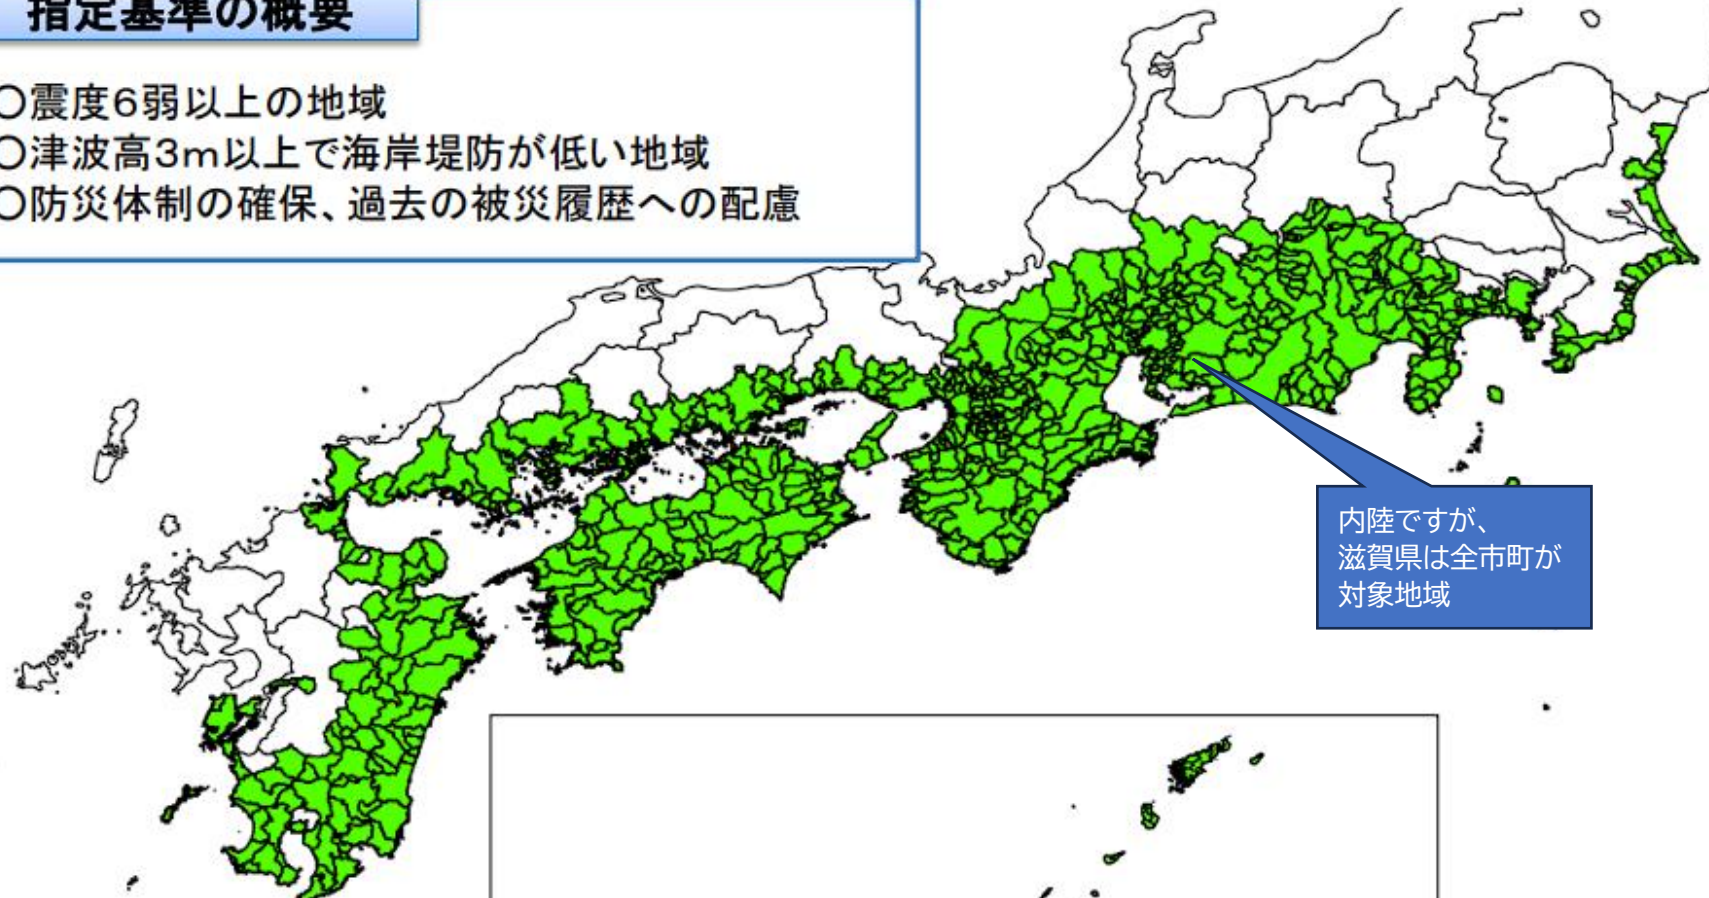 指定基準の概要
○震度6弱以上の地域
○津波高3m以上で海岸堤防が低い地域
○防災体制の確保、過去の被災履歴への配慮
内陸ですが、
滋賀県は全市町が
対象地域